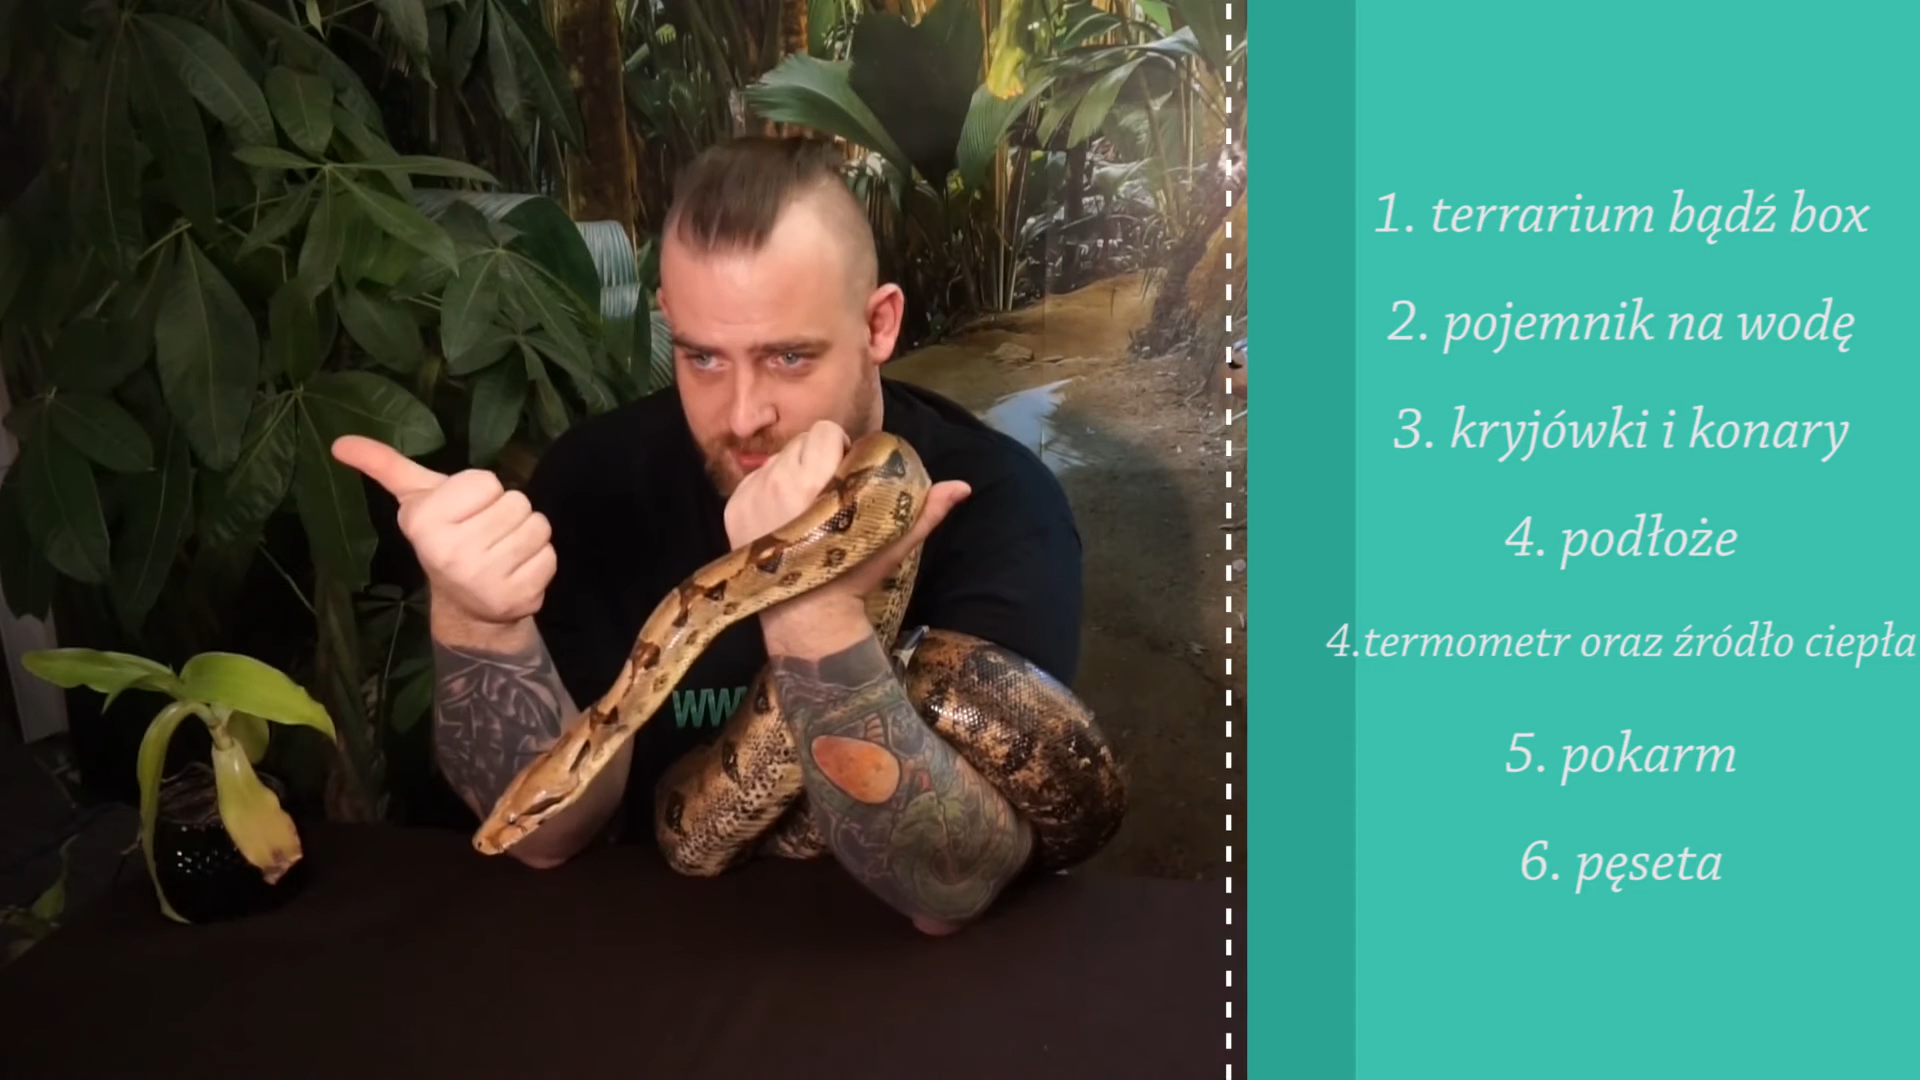 ww
1. terrarium bądź box
2. pojemnik na wodę
3. kryjówki i konary
4. podłoże
4.termometr oraz źródło ciepła
5. pokarm
6. pęseta